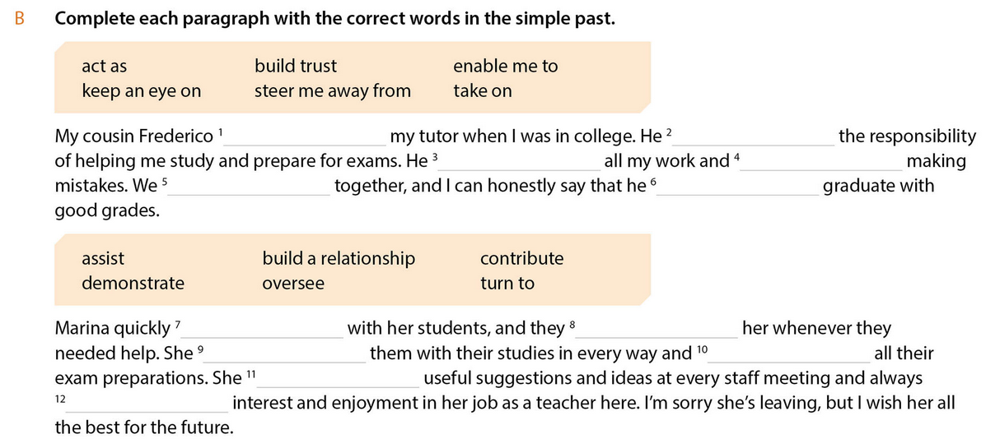 B Complete each paragraph with the correct words in the simple past.
act as build trust enable me to
keep an eye on steer me away from take on
My cousin Frederico 1 my tutor when I was in college. He 2 the responsibility
of helping me study and prepare for exams. He 3 all my work and 4 making
mistakes. We 5 together, and I can honestly say that he 6 graduate with
good grades.
assist build a relationship contribute
demonstrate oversee turn to
Marina quickly 7 with her students, and they 8 her whenever they
needed help. She 9 them with their studies in every way and 10 all their
exam preparations. She 11 useful suggestions and ideas at every staff meeting and always
12 interest and enjoyment in her job as a teacher here. I’m sorry she’s leaving, but I wish her all
the best for the future.